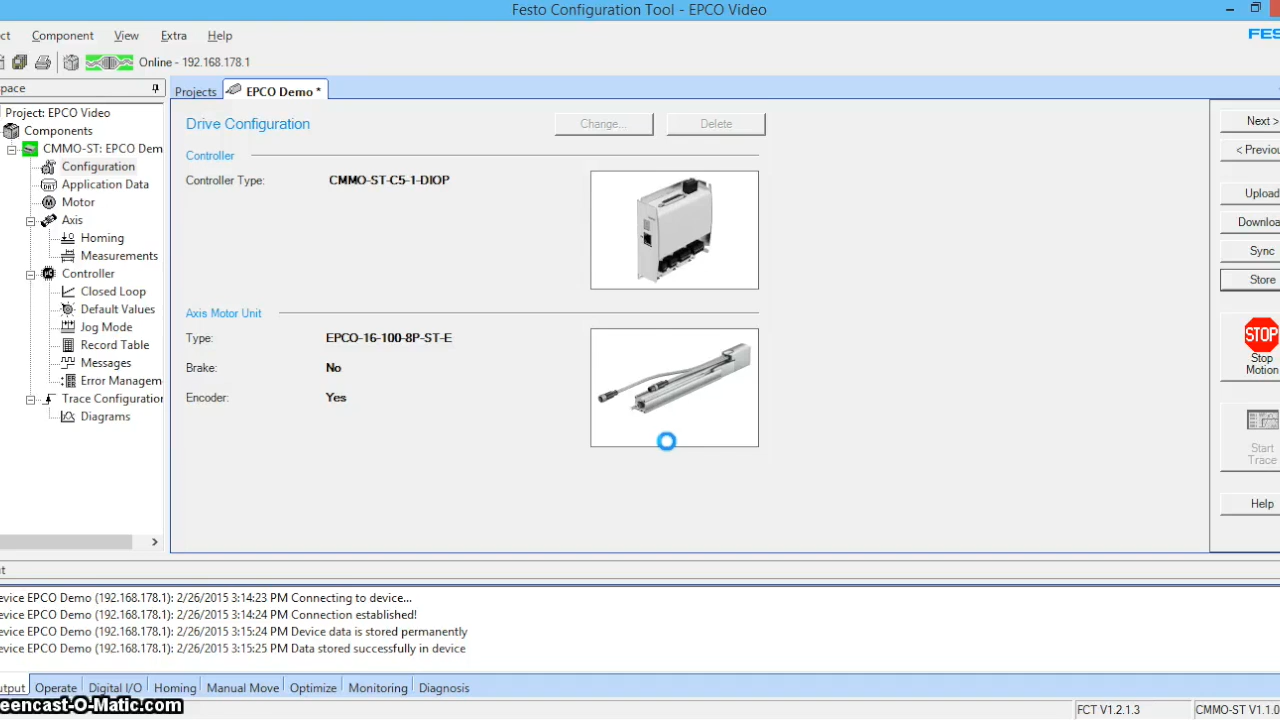 Festo Configuration Tool - EPCO Video
ct Component View Extra Help
FES
Online - 192.168.178.1
pace
Projects EPCO Demo *
Project: EPCO Video
Components
CMMO-ST: EPCO Dem
Configuration
Application Data
Motor
Axis
Homing
Measurements
Controller
Closed Loop
Default Values
Jog Mode
Record Table
Messages
Error Managem
Trace Configuration
Diagrams
Drive Configuration
Change...
Delete
Controller
Controller Type: CMMO-ST-C5-1-DIOP
Axis Motor Unit
Type: EPCO-16-100-8P-ST-E
Brake: No
Encoder: Yes
Next >
< Previou
Upload
Downloa
Sync
Store
STOP
Stop
Motion
Start
Trace
Help
t
evice EPCO Demo (192.168.178.1): 2/26/2015 3:14:23 PM Connecting to device...
evice EPCO Demo (192.168.178.1): 2/26/2015 3:14:24 PM Connection established!
evice EPCO Demo (192.168.178.1): 2/26/2015 3:15:24 PM Device data is stored permanently
evice EPCO Demo (192.168.178.1): 2/26/2015 3:15:25 PM Data stored successfully in device
utput Operate Digital I/O Homing Manual Move Optimize Monitoring Diagnosis
eencast-O-Matic.com
FCT V1.2.1.3
CMMO-ST V1.1.0